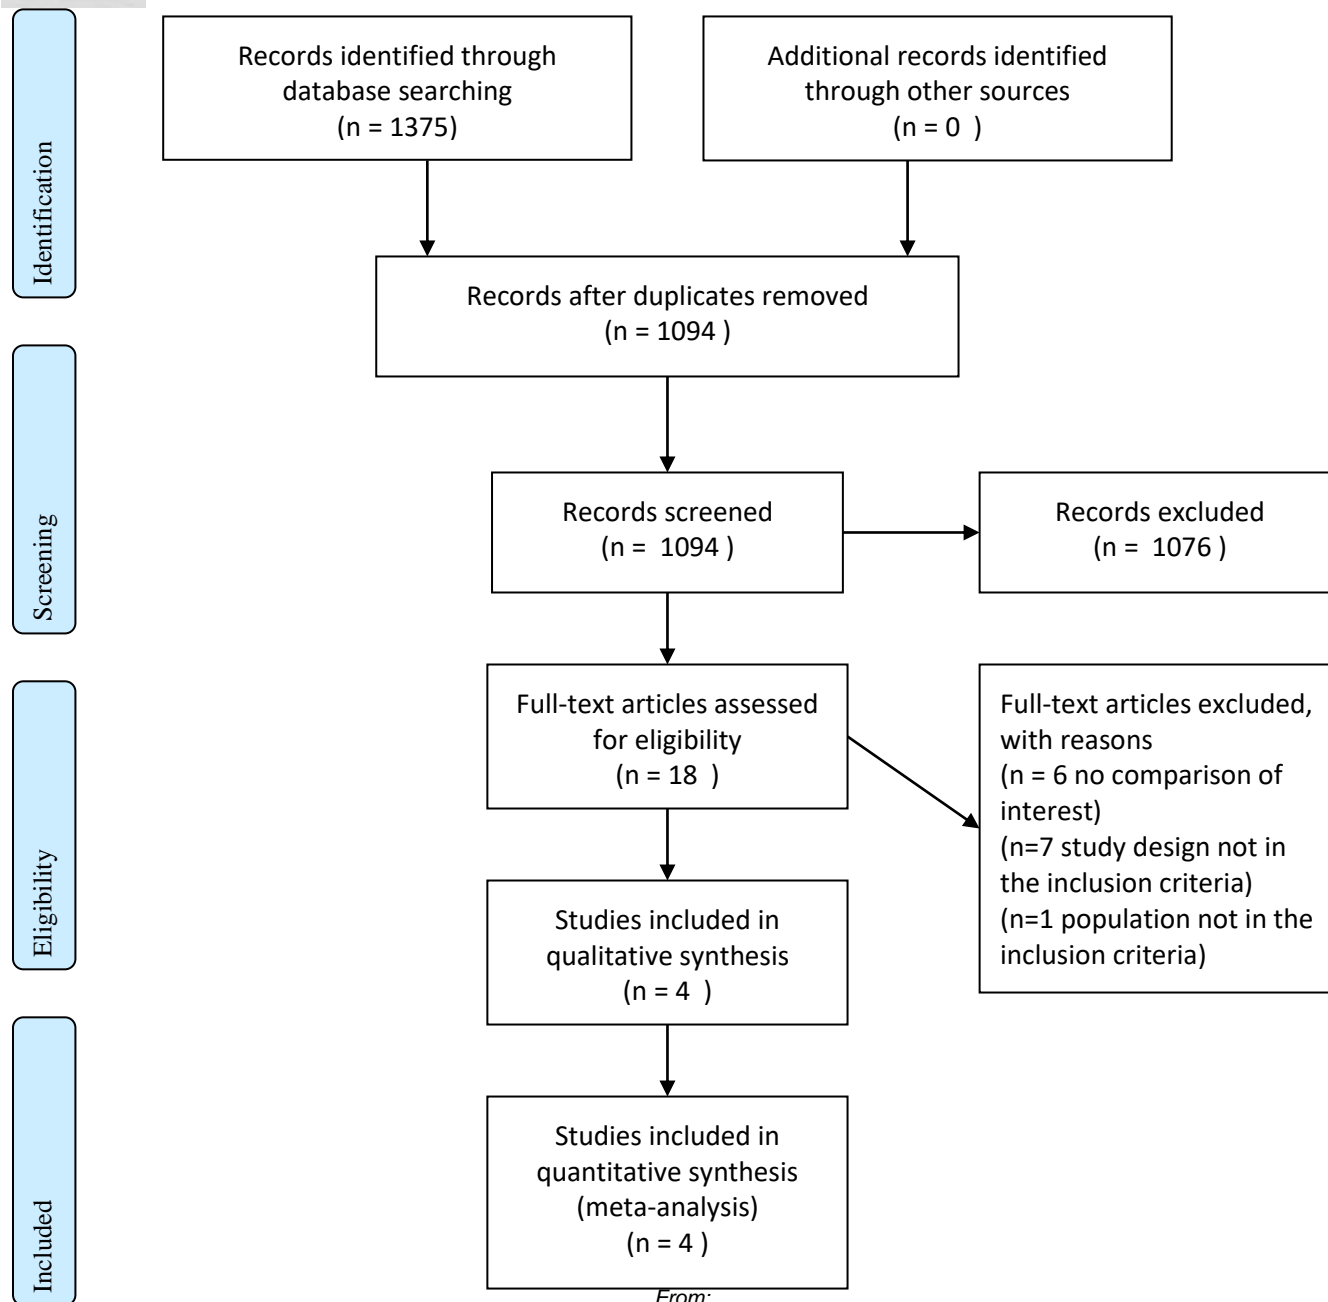 Identification
Records identified through
database searching
(n = 1375)
Additional records identified
through other sources
(n = 0  )
Records after duplicates removed
(n = 1094 )
Screening
Records screened
(n =  1094 )
Records excluded
(n =  1076 )
Eligibility
Full-text articles assessed
for eligibility
(n = 18  )
Full-text articles excluded,
with reasons
(n = 6 no comparison of
interest)
(n=7 study design not in
the inclusion criteria)
(n=1 population not in the
inclusion criteria)
Studies included in
qualitative synthesis
(n = 4  )
Included
Studies included in
quantitative synthesis
(meta-analysis)
(n = 4 )
From: